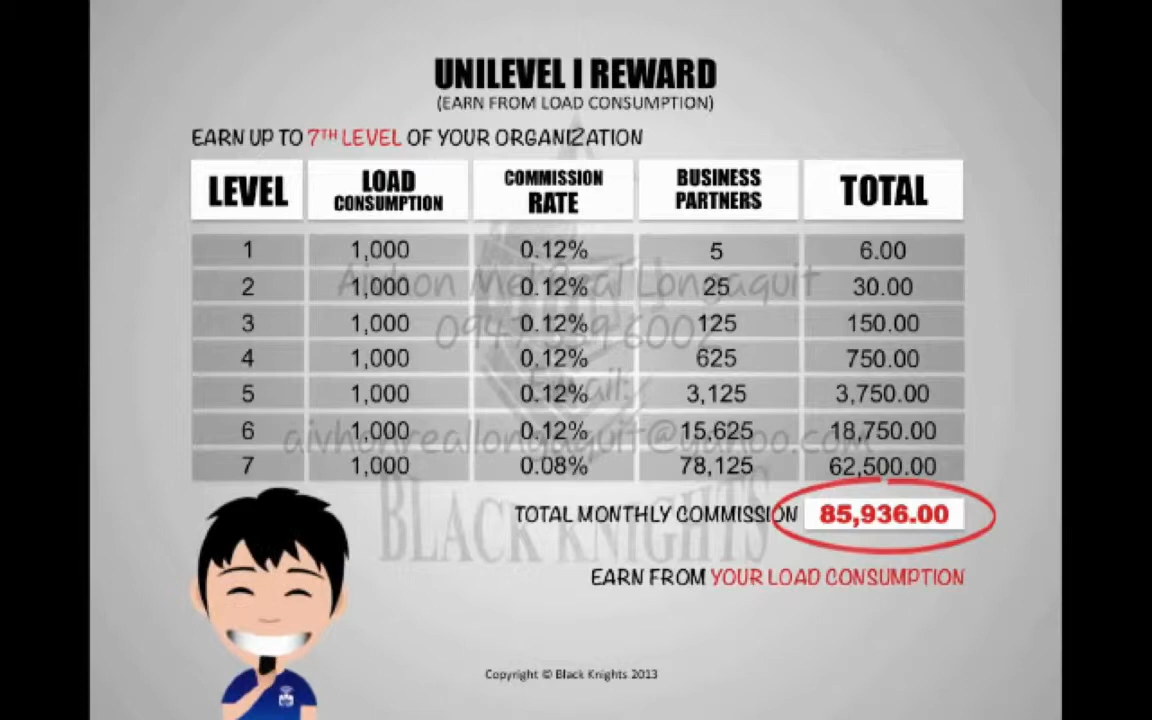 UNILEVEL I REWARD
(EARN FROM LOAD CONSUMPTION)
EARN UP TO 7TH LEVEL OF YOUR ORGANIZATION
LEVEL LOAD CONSUMPTION COMMISSION RATE BUSINESS PARTNERS TOTAL
1 1,000 0.12% 5 6.00
2 1,000 0.12% 25 30.00
3 1,000 0.12% 125 150.00
4 1,000 0.12% 625 750.00
5 1,000 0.12% 3,125 3,750.00
6 1,000 0.12% 15,625 18,750.00
7 1,000 0.08% 78,125 62,500.00
TOTAL MONTHLY COMMISSION 85,936.00
BLACK KNIGHTS
EARN FROM YOUR LOAD CONSUMPTION
Copyright © Black Knights 2013